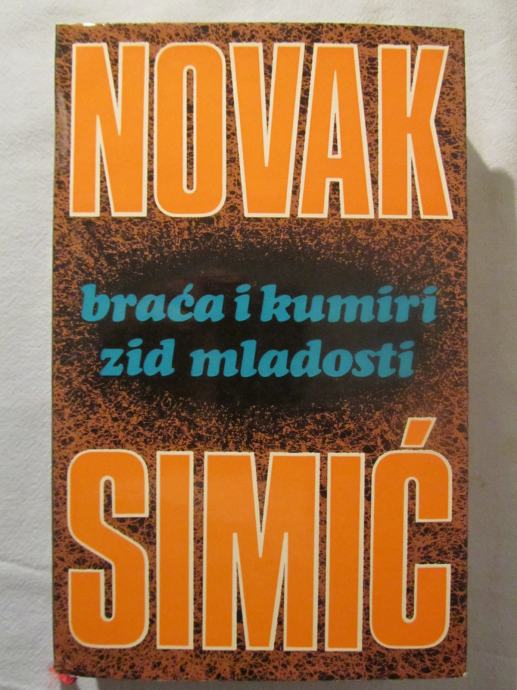 NOVAK
braća i kumiri
zid mladosti
SIMIĆ